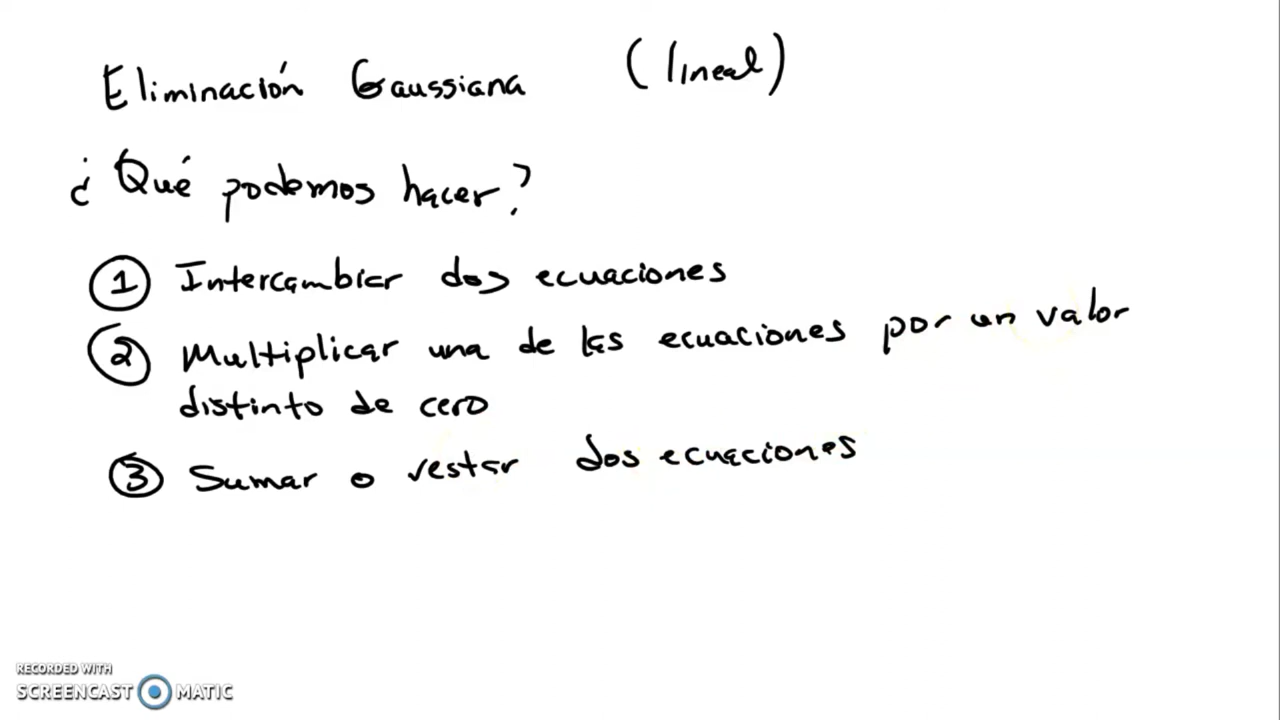 Eliminación Gaussiana (lineal)
¿Qué podemos hacer?
1 Intercambiar dos ecuaciones
2 Multiplicar una de las ecuaciones por un valor
distinto de cero
3 Sumar o restar dos ecuaciones
RECORDED WITH
SCREENCAST MATIC